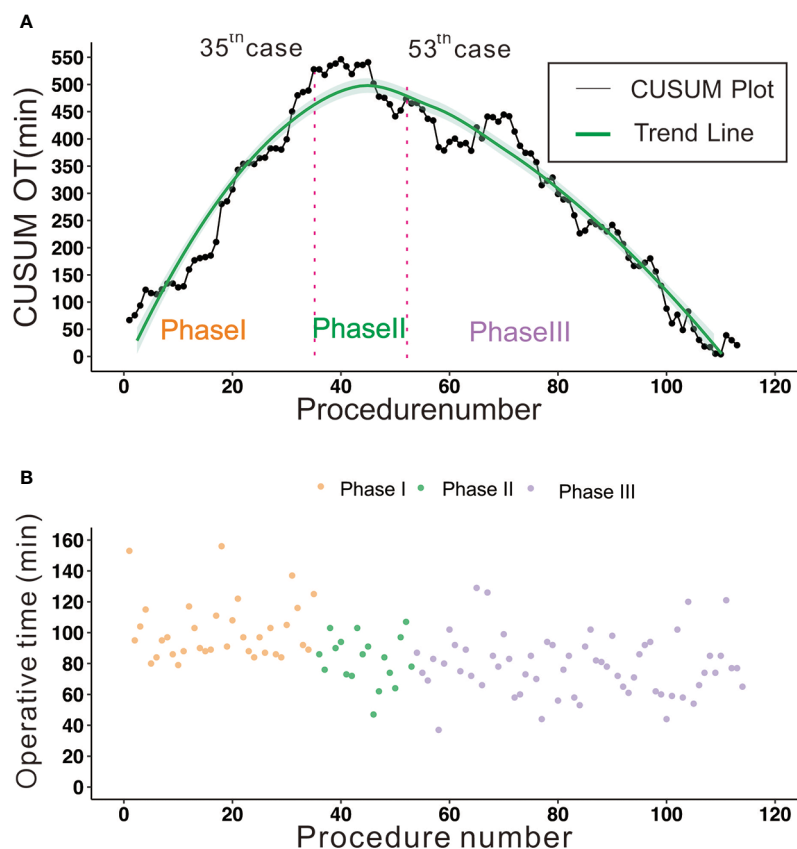 A
35tncase
53thcase
CUSUM Plot
Trend Line
CUSUM OT(min)
550
500
450
400
350
300
250
200
150
100
50
0
PhaseI
PhaseII
PhaseIII
0 20 40 60 80 100 120
Procedurenumber
B
Phase I Phase II Phase III
Operative time (min)
160
140
120
100
80
60
40
20
0
0 20 40 60 80 100 120
Procedure number